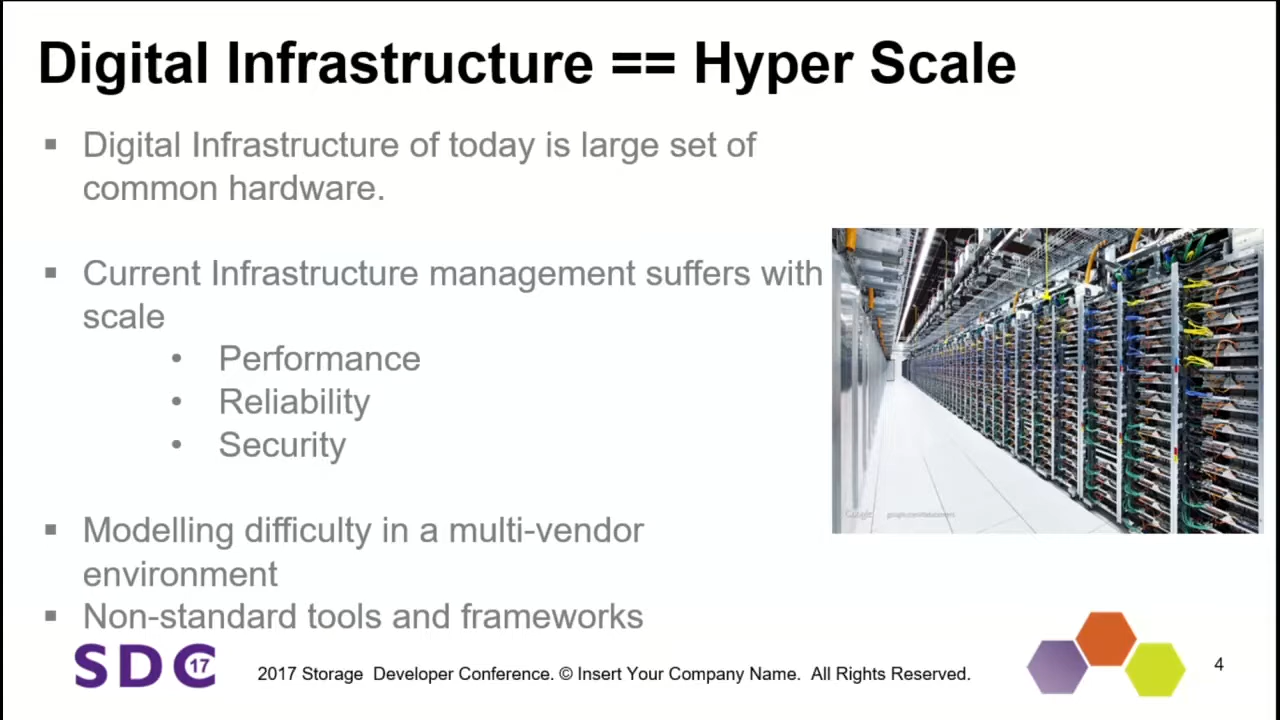 Digital Infrastructure == Hyper Scale
▪ Digital Infrastructure of today is large set of
common hardware.
▪ Current Infrastructure management suffers with
scale
• Performance
• Reliability
• Security
▪ Modelling difficulty in a multi-vendor
environment
▪ Non-standard tools and frameworks
SDC 17
2017 Storage Developer Conference. © Insert Your Company Name. All Rights Reserved.
4
Google